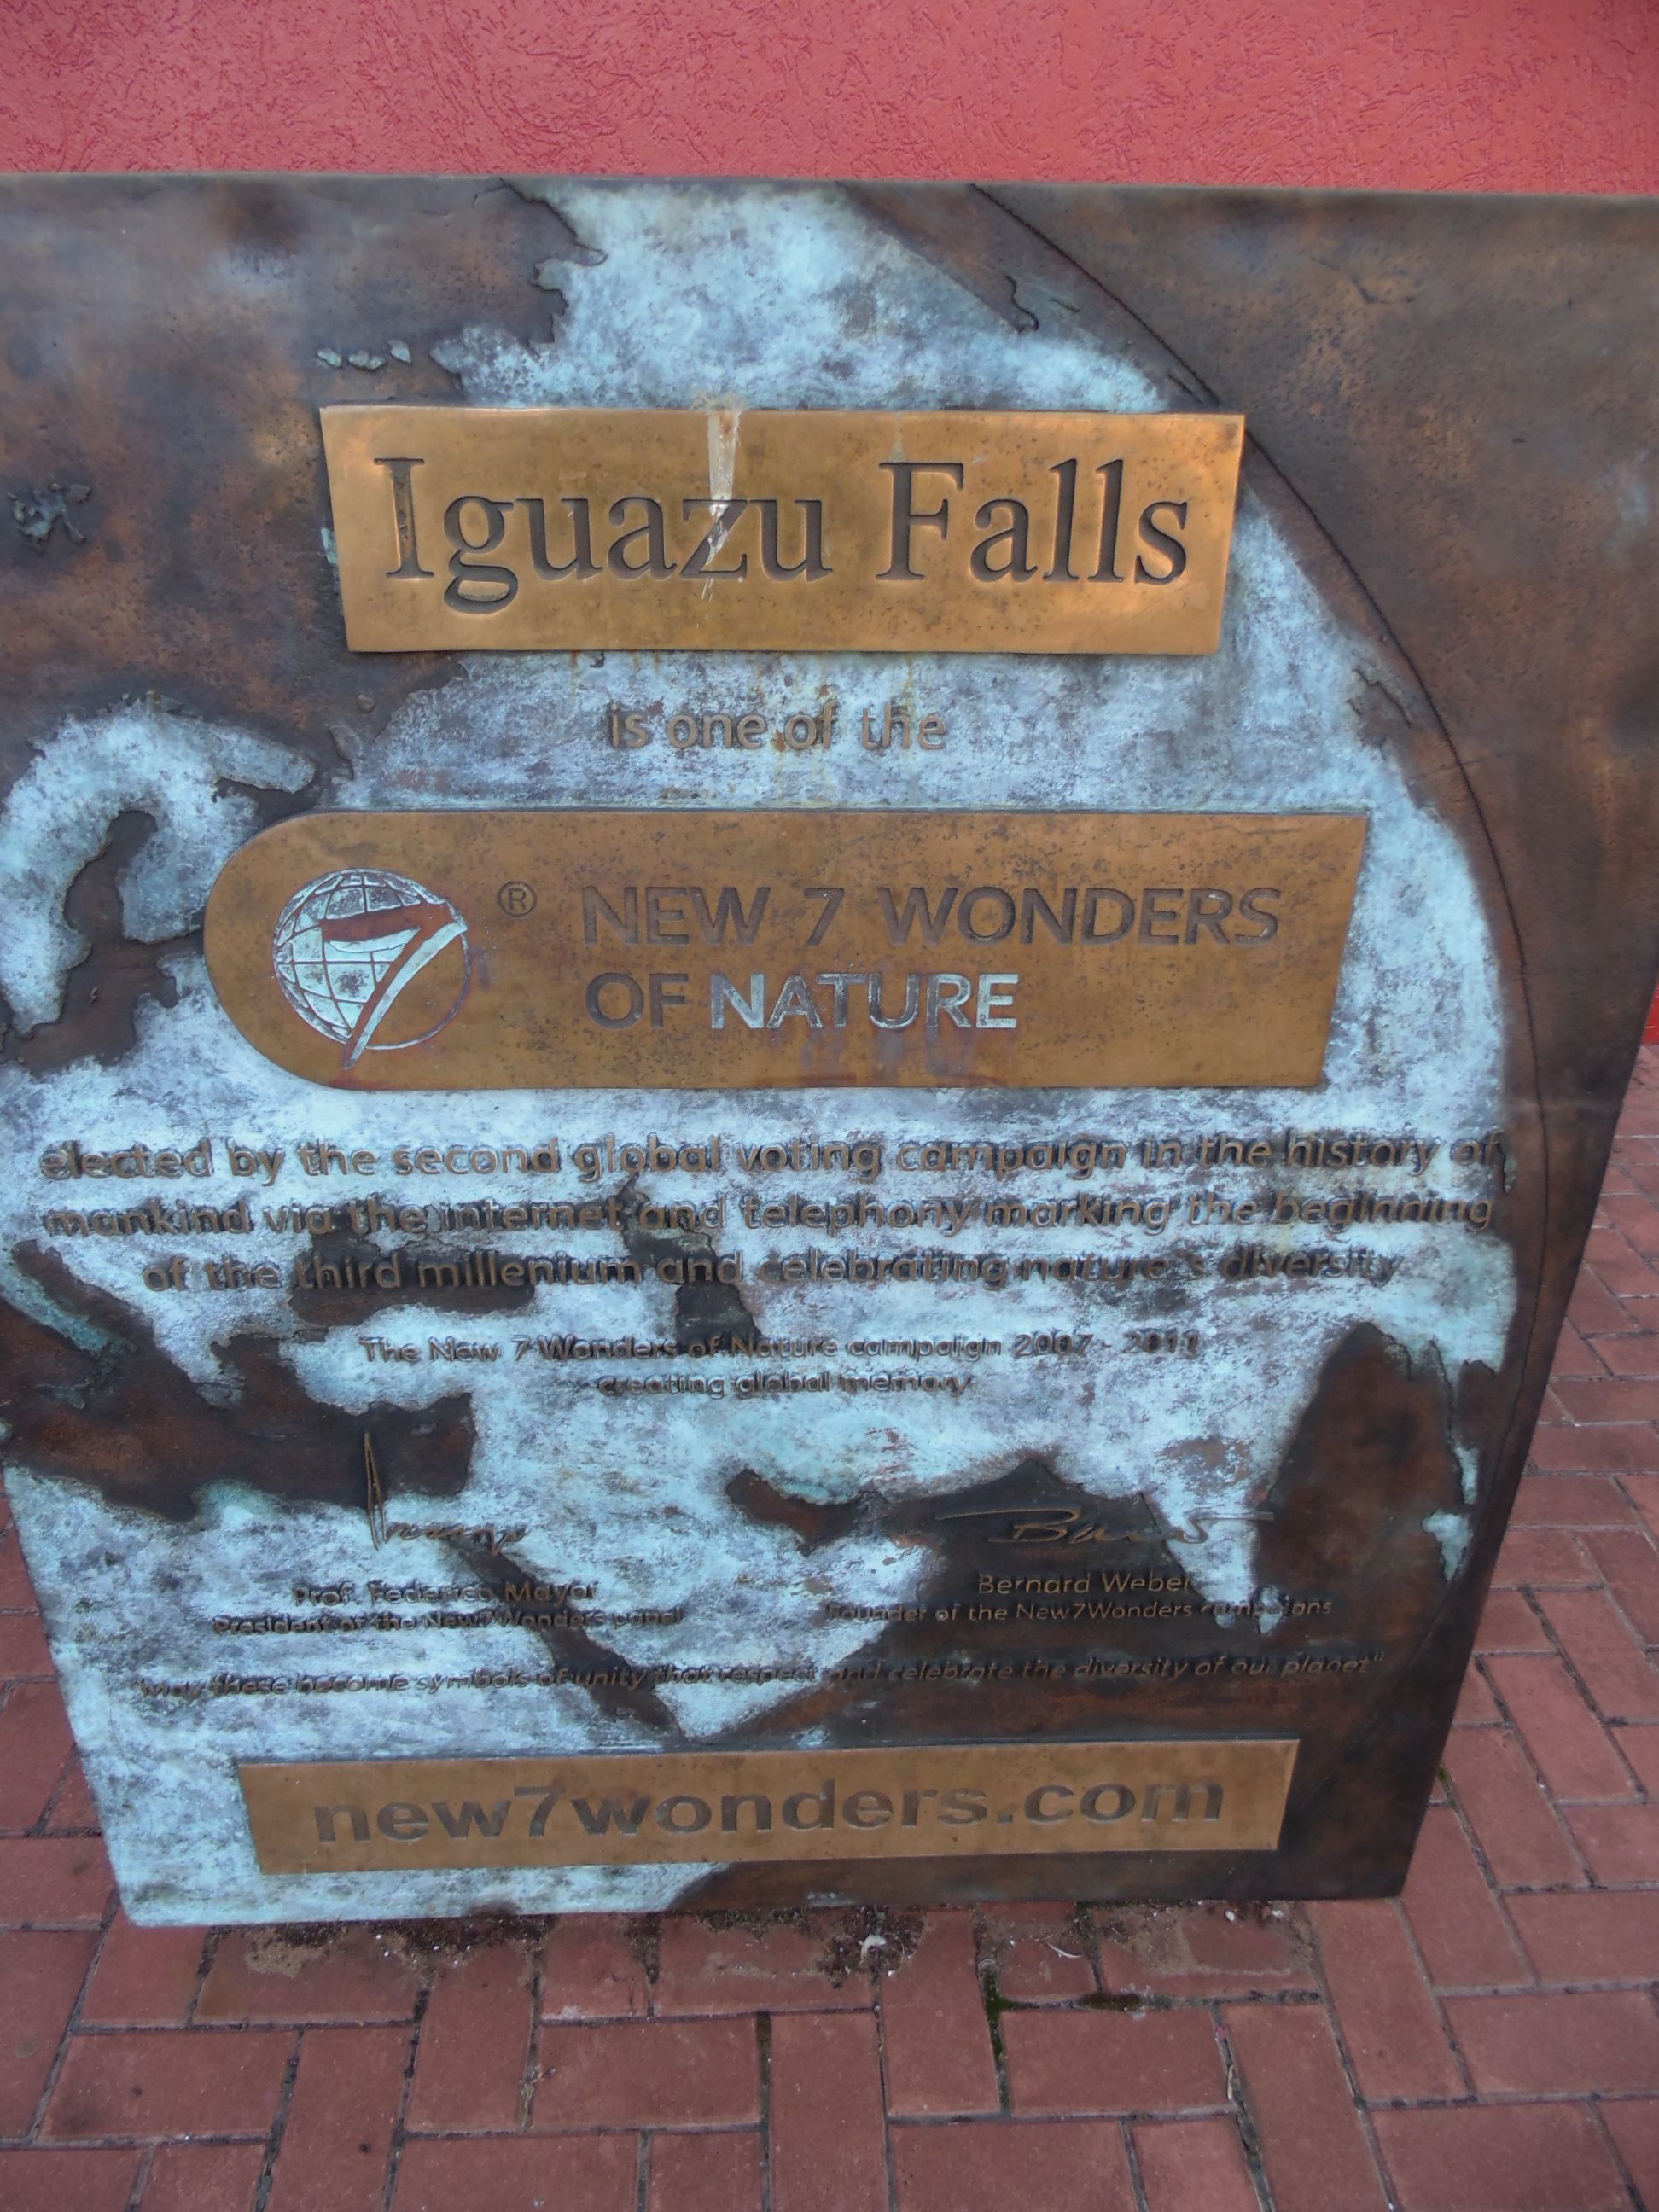 Iguazu Falls
is one of the
7 ® NEW 7 WONDERS
OF NATURE
elected by the second global voting campaign in the history of
mankind via the internet and telephony marking the beginning
of the third millenium and celebrating nature's diversity
The New 7 Wonders of Nature campaign 2007 - 2011
creating global memory
Prof. Federico Mayor
President of the New7Wonders panel
Bernard Weber
Founder of the New7Wonders campaigns
"May these become symbols of unity that respect and celebrate the diversity of our planet"
new7wonders.com